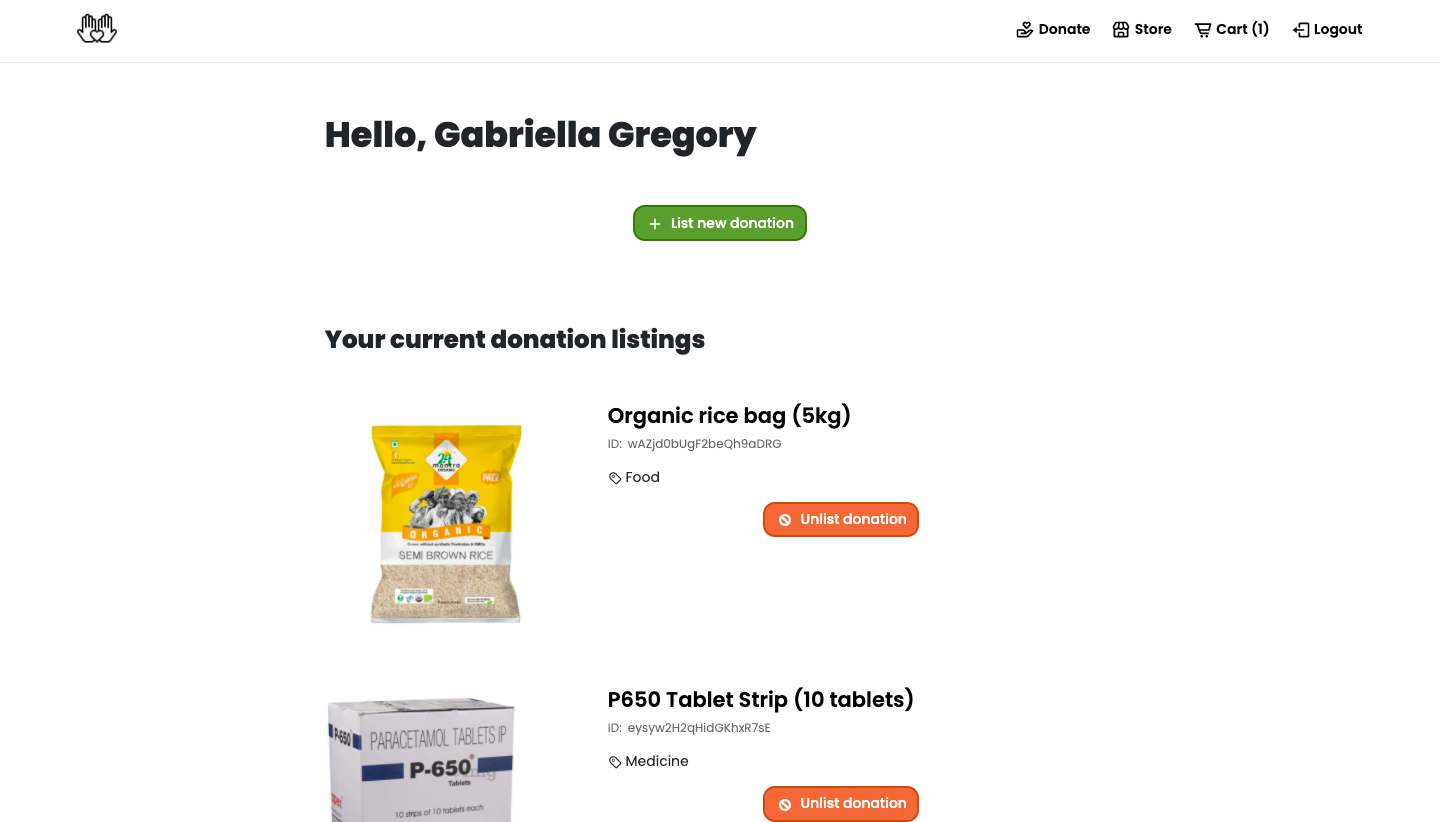 Donate
Store
Cart (1)
Logout
Hello, Gabriella Gregory
List new donation
Your current donation listings
Organic rice bag (5kg)
ID: wAZjd0bUgF2beQh9aDRG
Food
Unlist donation
24
mantra
ORGANIC
FREE
ORGANIC
SEMI BROWN RICE
P650 Tablet Strip (10 tablets)
ID: eysyw2H2qHidGKhxR7sE
Medicine
Unlist donation
P-650
PARACETAMOL TABLETS IP
P-650
Tablets
10 strips of 10 tablets each